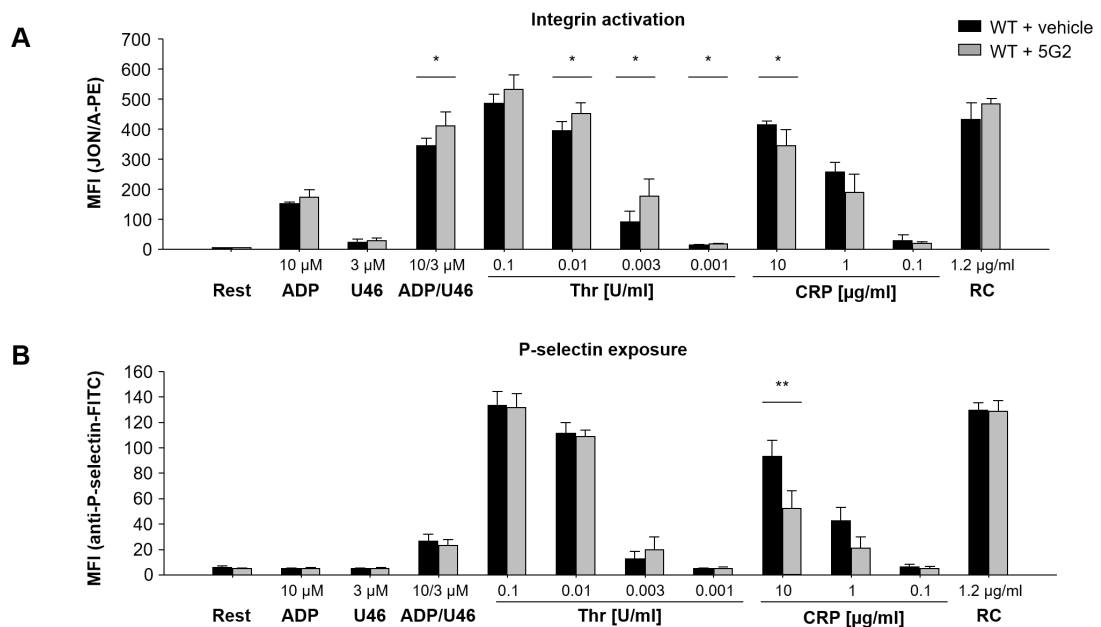 A
Integrin activation
WT + vehicle
WT + 5G2
MFI (JON/A-PE)
700
600
500
400
300
200
100
0
* * * * *
10 µM 3 µM 10/3 µM 0.1 0.01 0.003 0.001 10 1 0.1 1.2 µg/ml
Rest ADP U46 ADP/U46 Thr [U/ml] CRP [µg/ml] RC
B
P-selectin exposure
MFI (anti-P-selectin-FITC)
160
140
120
100
80
60
40
20
0
**
10 µM 3 µM 10/3 µM 0.1 0.01 0.003 0.001 10 1 0.1 1.2 µg/ml
Rest ADP U46 ADP/U46 Thr [U/ml] CRP [µg/ml] RC